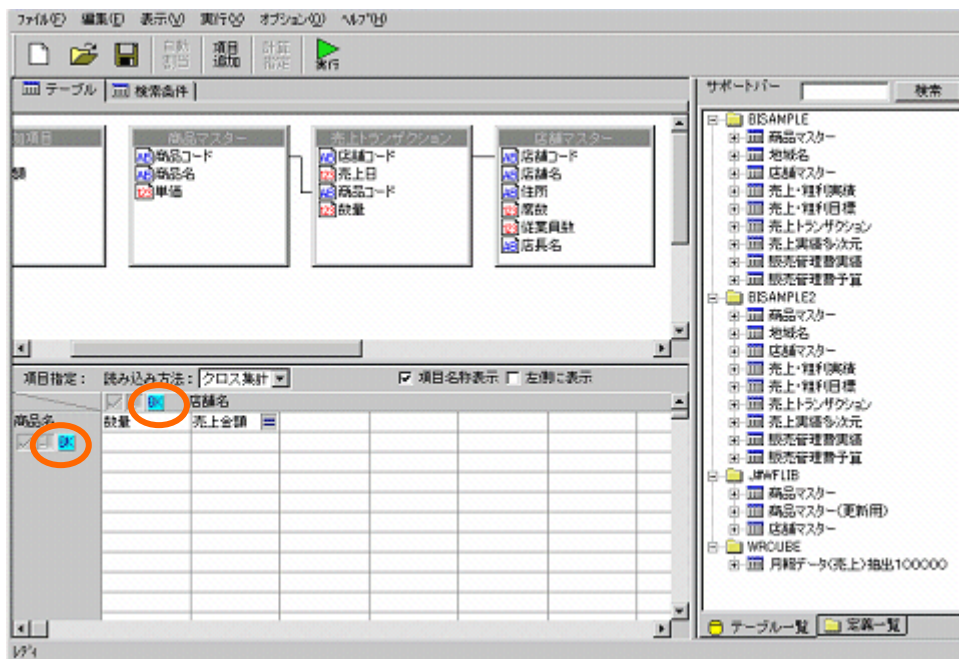 ファイル(F) 編集(E) 表示(V) 実行(X) オプション(O) ヘルプ(H)
自動割当 項目追加 計算指定 実行
テーブル 検索条件
サポートバー 検索
加項目
額
商品マスター
商品コード
商品名
単価
売上トランザクション
店舗コード
売上日
商品コード
数量
店舗マスター
店舗コード
店舗名
住所
席数
従業員数
店長名
項目指定: 読み込み方法: クロス集計 項目名称表示 左側に表示
BK 店舗名
商品名 数量 売上金額
BK
BISAMPLE
商品マスター
地域名
店舗マスター
売上・粗利実績
売上・粗利目標
売上トランザクション
売上実績多次元
販売管理費実績
販売管理費予算
BISAMPLE2
商品マスター
地域名
店舗マスター
売上・粗利実績
売上・粗利目標
売上トランザクション
売上実績多次元
販売管理費実績
販売管理費予算
J#WFLIB
商品マスター
商品マスター(更新用)
店舗マスター
WRCUBE
月報データ(売上)抽出100000
テーブル一覧 定義一覧
レディ